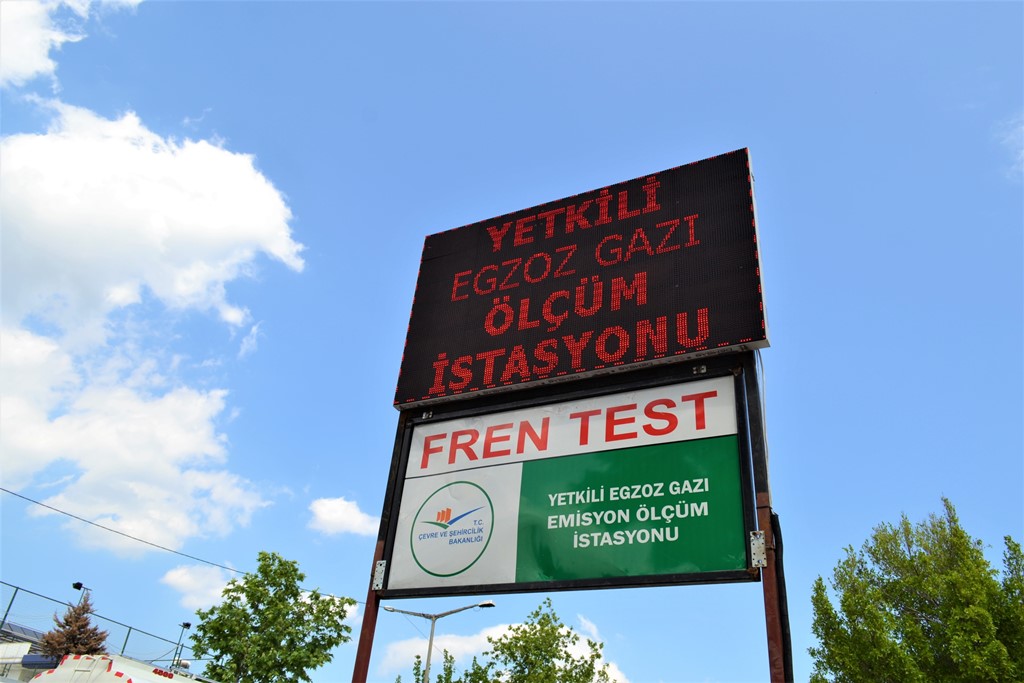 YETKİLİ
EGZOZ GAZI
ÖLÇÜM
İSTASYONU
FREN TEST
T.C.
ÇEVRE VE ŞEHİRCİLİK
BAKANLIĞI
YETKİLİ EGZOZ GAZI
EMİSYON ÖLÇÜM
İSTASYONU